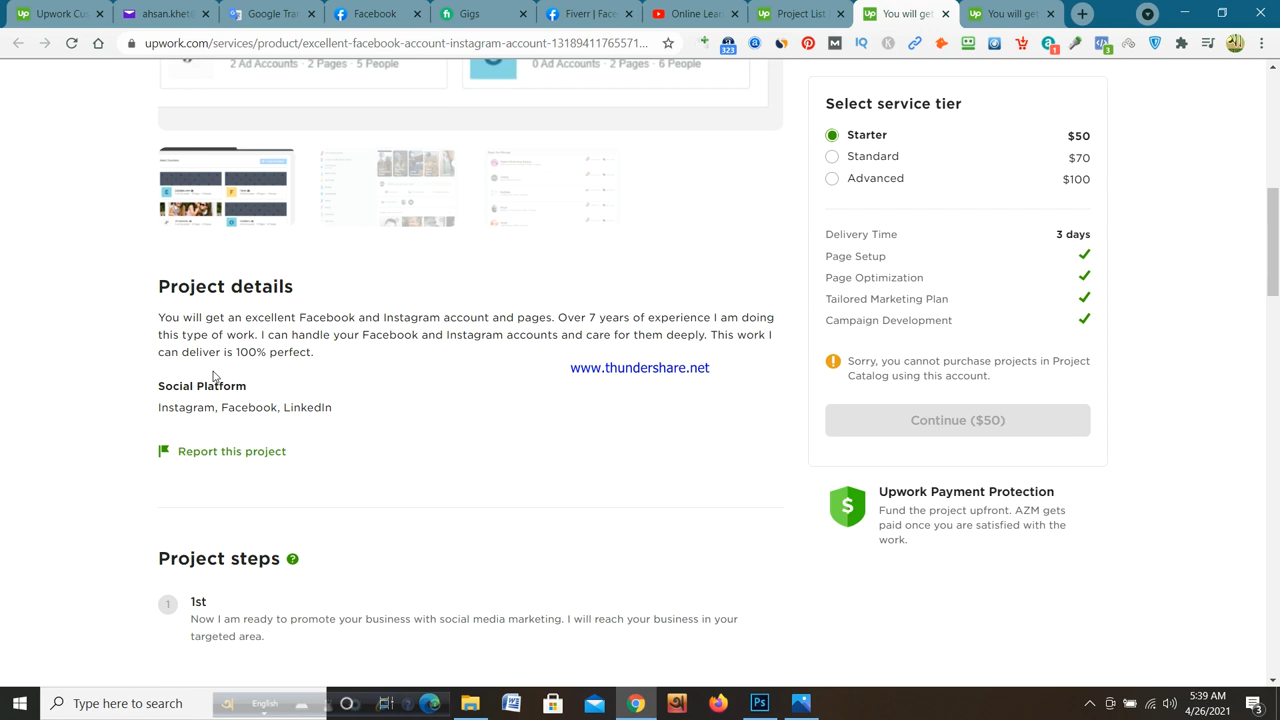 Upwork Cu
ahsan.khet
Google Tra
Facebook
Gigs
Fiverr | Face
Online Lea
Project List
You will get
You will get
upwork.com/services/product/excellent-facebook-account-instagram-account-13189411765571...
323
1
3
2 Ad Accounts · 2 Pages · 5 People
0 Ad Accounts · 2 Pages · 6 People
Select service tier
Starter $50
Standard $70
Advanced $100
Delivery Time 3 days
Page Setup
Page Optimization
Tailored Marketing Plan
Campaign Development
Sorry, you cannot purchase projects in Project
Catalog using this account.
Continue ($50)
Upwork Payment Protection
Fund the project upfront. AZM gets
paid once you are satisfied with the
work.
Project details
You will get an excellent Facebook and Instagram account and pages. Over 7 years of experience I am doing
this type of work. I can handle your Facebook and Instagram accounts and care for them deeply. This work I
can deliver is 100% perfect.
www.thundershare.net
Social Platform
Instagram, Facebook, LinkedIn
Report this project
Project steps ?
1 1st
Now I am ready to promote your business with social media marketing. I will reach your business in your
targeted area.
Type here to search
English
5:39 AM
4/26/2021
3